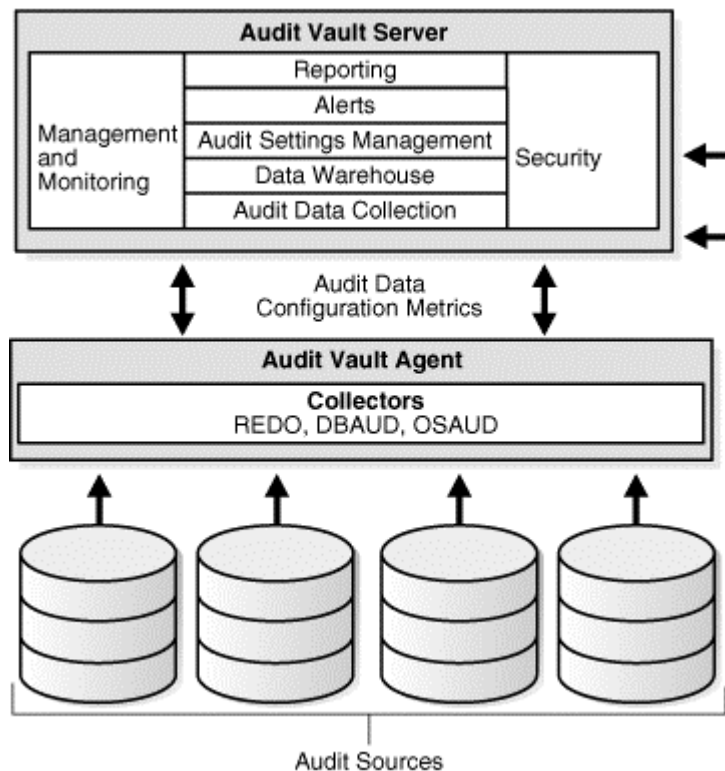 Audit Vault Server
Management
and
Monitoring
Reporting
Alerts
Audit Settings Management
Data Warehouse
Audit Data Collection
Security
Audit Data
Configuration Metrics
Audit Vault Agent
Collectors
REDO, DBAUD, OSAUD
Audit Sources